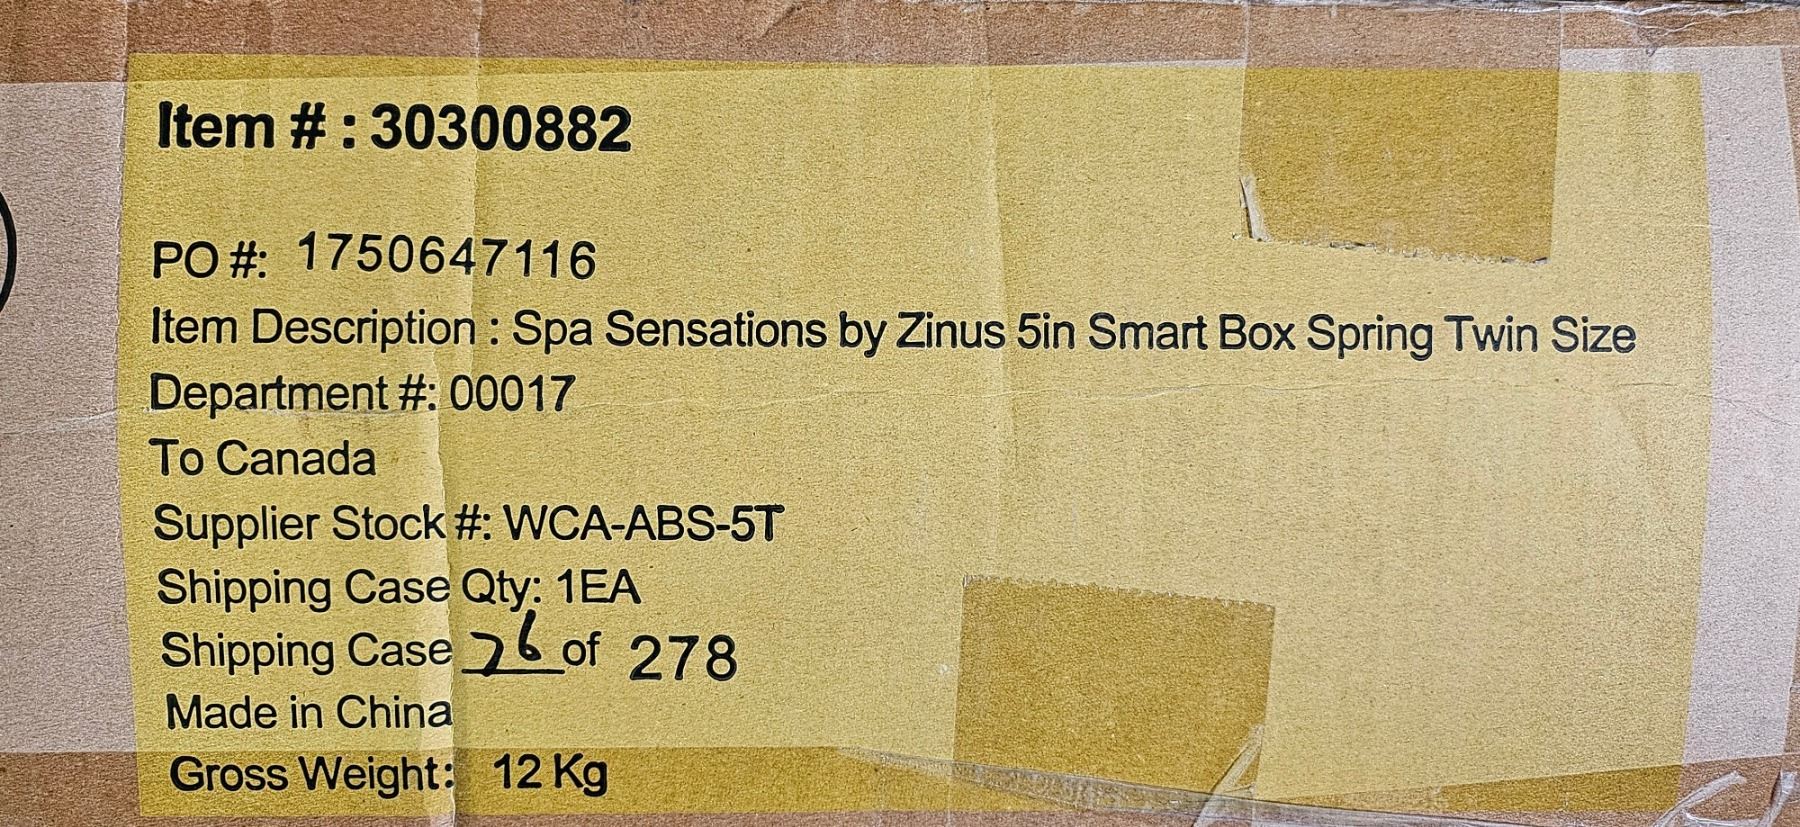 Item # : 30300882
PO #: 1750647116
Item Description : Spa Sensations by Zinus 5in Smart Box Spring Twin Size
Department #: 00017
To Canada
Supplier Stock #: WCA-ABS-5T
Shipping Case Qty: 1EA
Shipping Case 26 of 278
Made in China
Gross Weight: 12 Kg